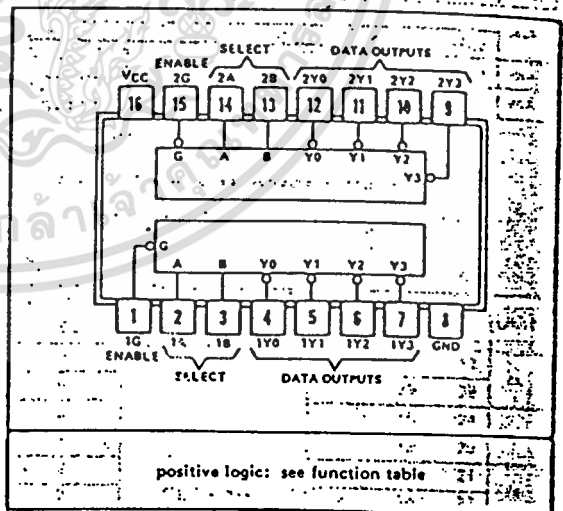 SELECT
ENABLE
DATA OUTPUTS
VCC 2G 2A 2B 2Y0 2Y1 2Y2 2Y3
16 15 14 13 12 11 10 9
G A B Y0 Y1 Y2
Y3
G
A B Y0 Y1 Y2 Y3
1 2 3 4 5 6 7 8
1G 1A 1B 1Y0 1Y1 1Y2 1Y3 GND
ENABLE
SELECT DATA OUTPUTS
positive logic: see function table